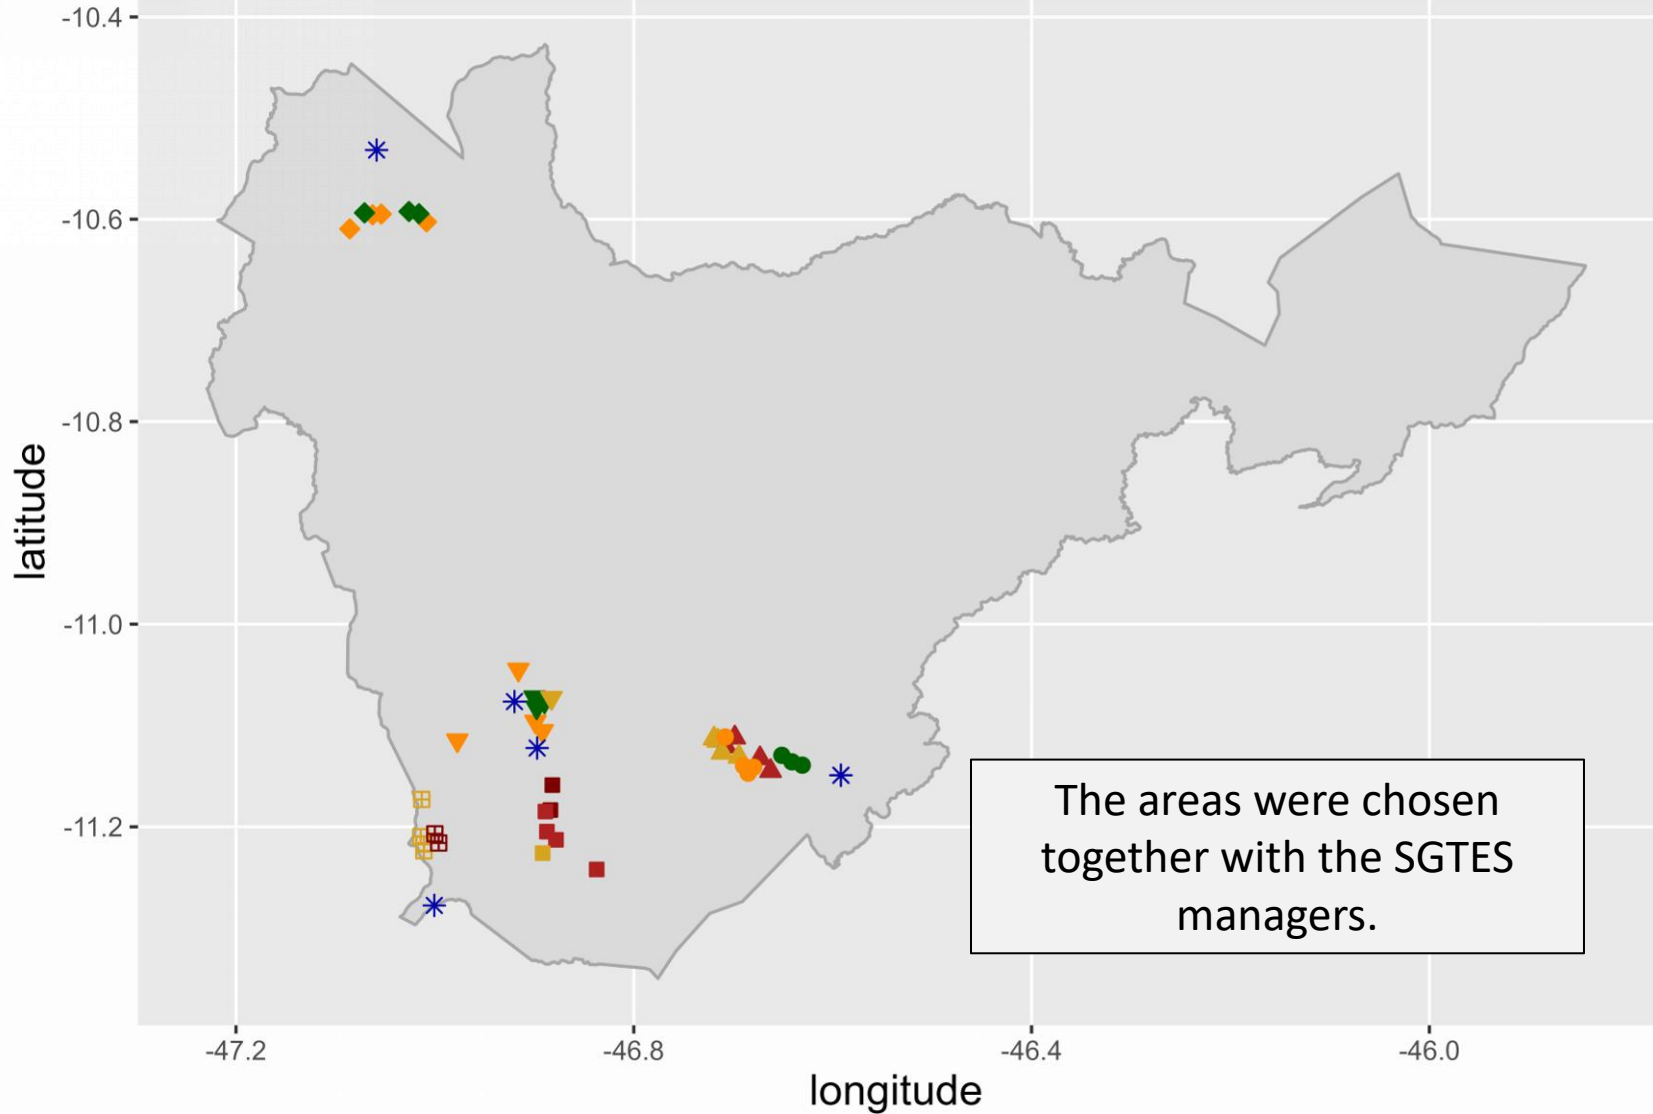 -10.4
-10.6
-10.8
-11.0
-11.2
latitude
The areas were chosen
together with the SGTES
managers.
-47.2
-46.8
-46.4
-46.0
longitude